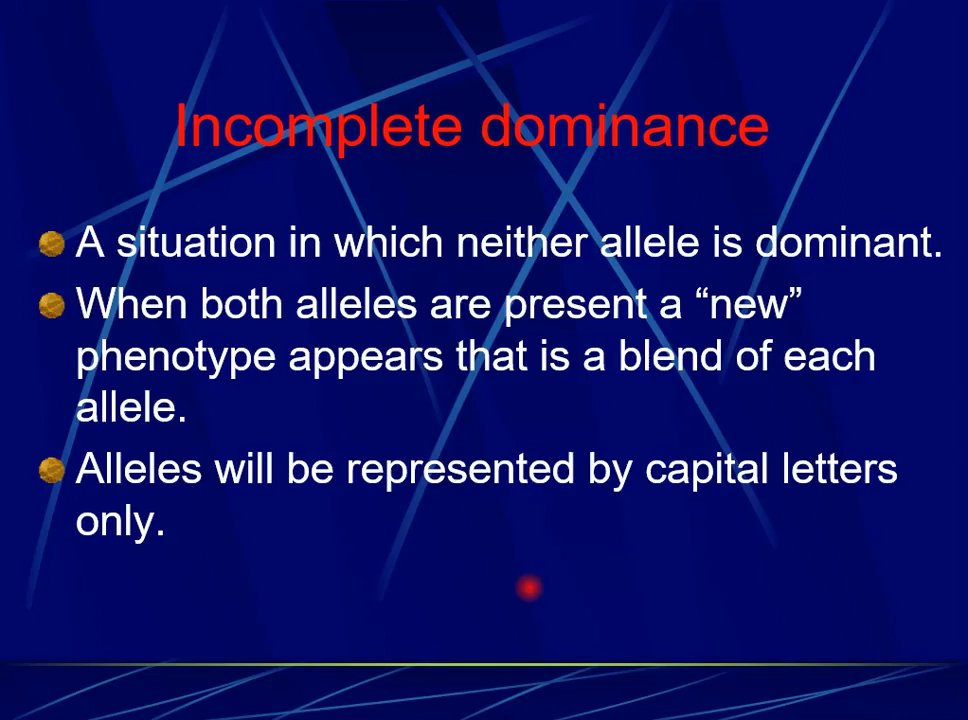 Incomplete dominance
A situation in which neither allele is dominant.
When both alleles are present a “new”
phenotype appears that is a blend of each
allele.
Alleles will be represented by capital letters
only.